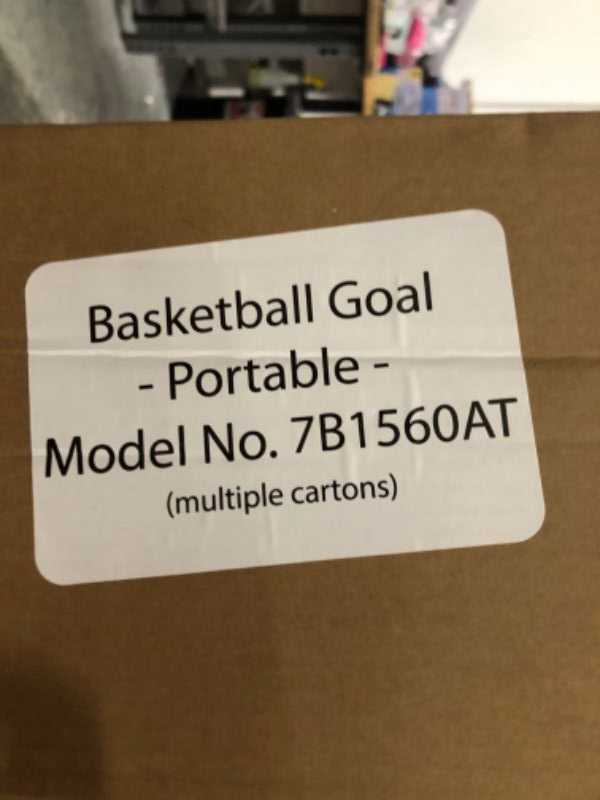 Basketball Goal
- Portable -
Model No. 7B1560AT
(multiple cartons)